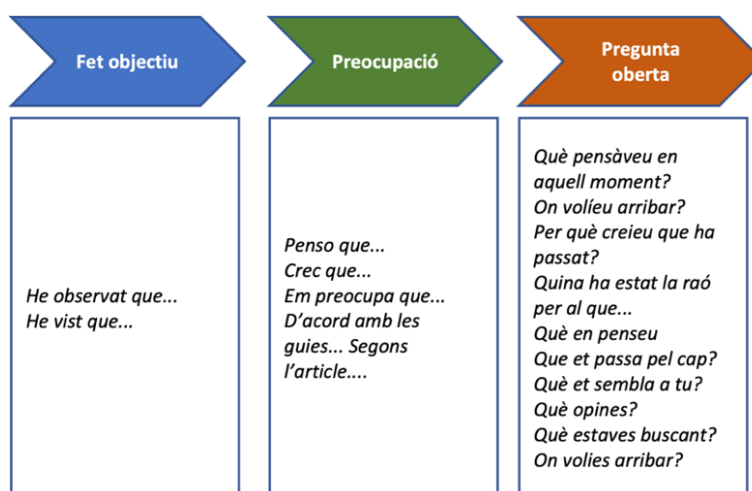 Fet objectiu
He observat que...
He vist que...
Preocupació
Penso que...
Crec que...
Em preocupa que...
D'acord amb les
guies... Segons
l'article....
Pregunta
oberta
Què pensàveu en
aquell moment?
On volíeu arribar?
Per què creieu que ha
passat?
Quina ha estat la raó
per al que...
Què en penseu
Que et passa pel cap?
Què et sembla a tu?
Què opines?
Què estaves buscant?
On volies arribar?